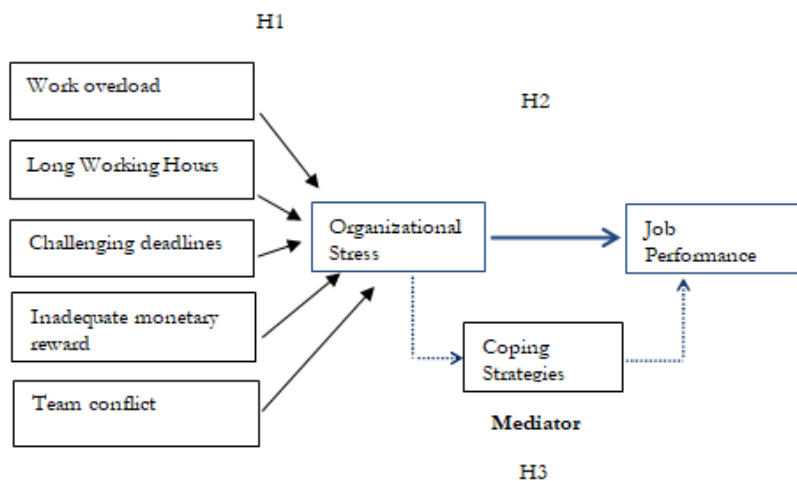 H1
Work overload
H2
Long Working Hours
Organizational
Stress
Job
Performance
Challenging deadlines
Inadequate monetary
reward
Coping
Strategies
Team conflict
Mediator
H3